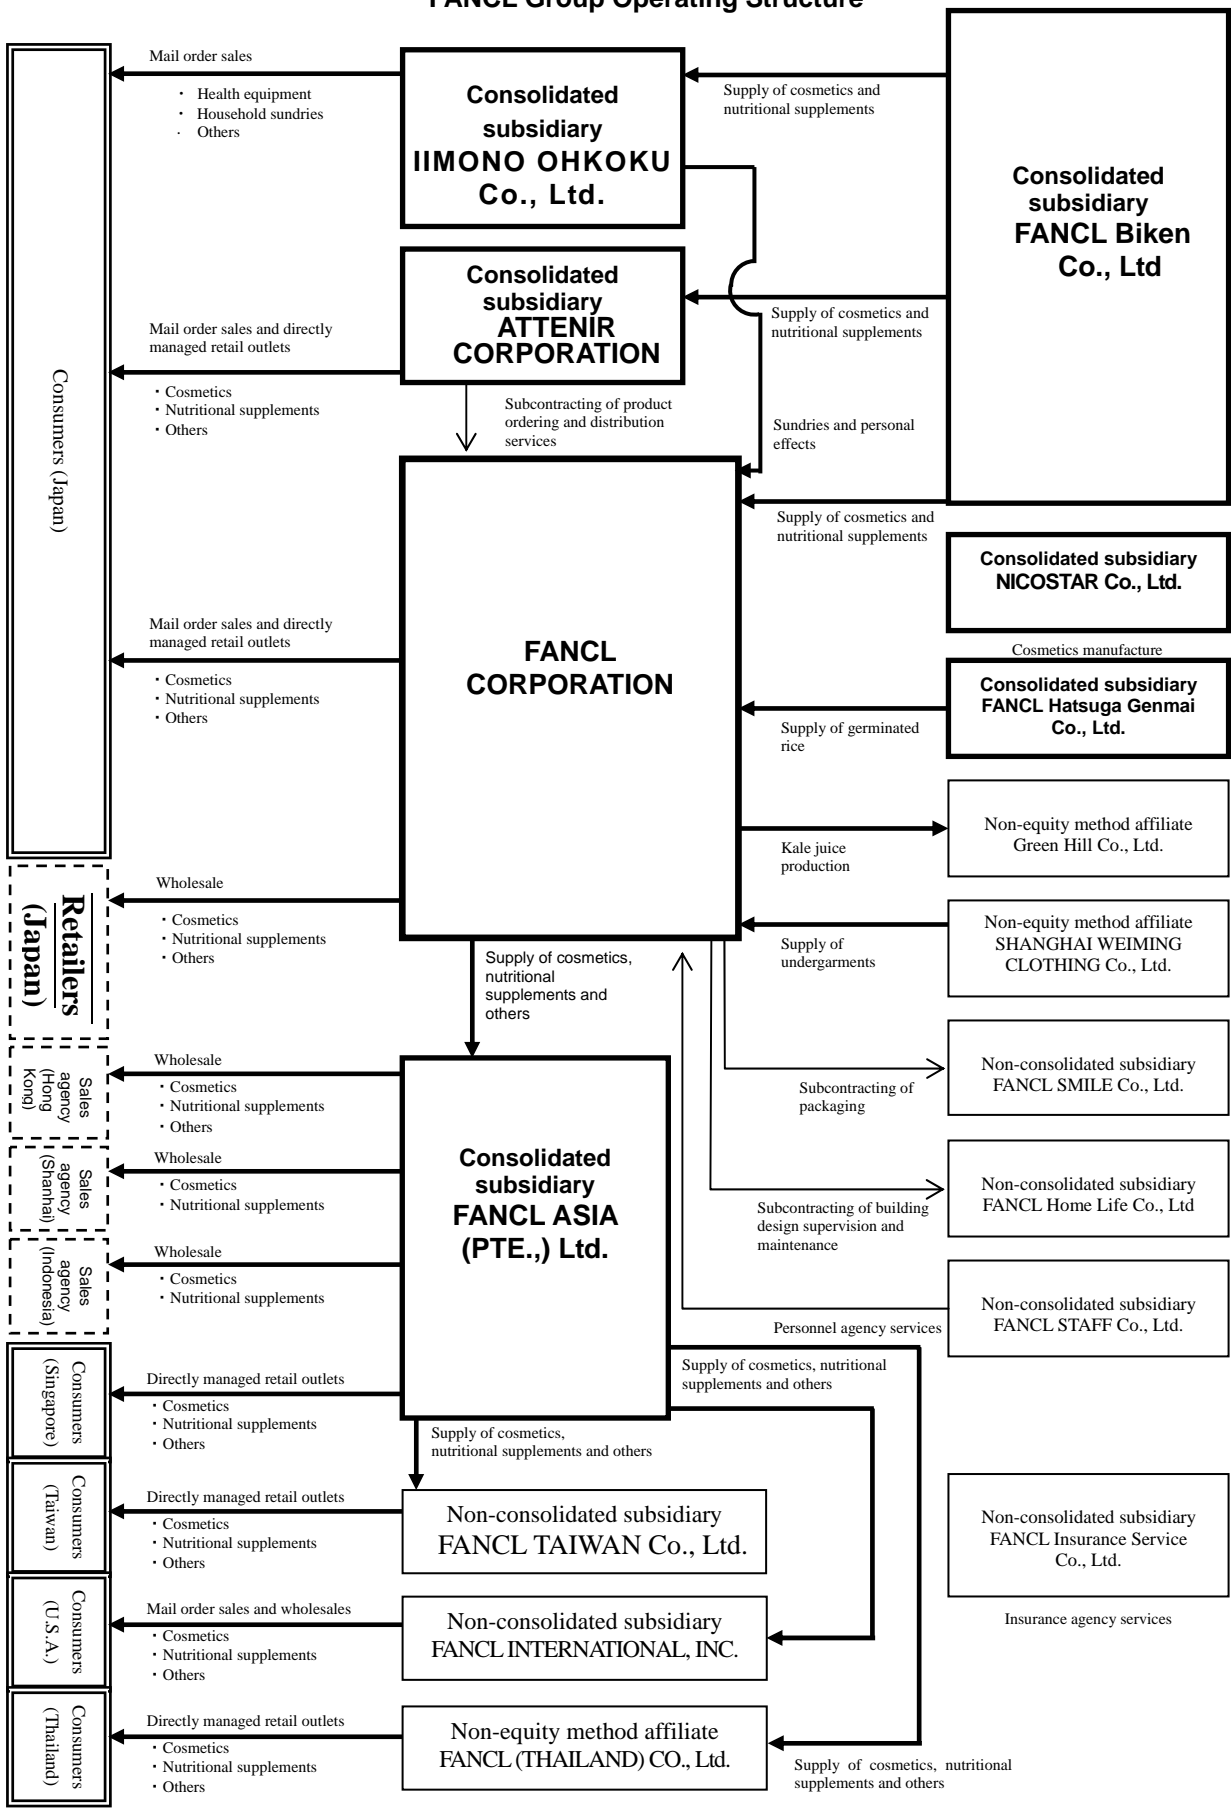 FANCL Group Operating Structure
Mail order sales
・ Health equipment
・ Household sundries
・ Others
Consolidated
subsidiary
IIMONO OHKOKU
Co., Ltd.
Supply of cosmetics and
nutritional supplements
Consolidated
subsidiary
FANCL Biken
Co., Ltd
Consolidated
subsidiary
ATTENIR
CORPORATION
Supply of cosmetics and
nutritional supplements
Mail order sales and directly
managed retail outlets
・Cosmetics
・Nutritional supplements
・Others
Consumers (Japan)
Subcontracting of product
ordering and distribution
services
Sundries and personal
effects
Supply of cosmetics and
nutritional supplements
Consolidated subsidiary
NICOSTAR Co., Ltd.
Cosmetics manufacture
Mail order sales and directly
managed retail outlets
・Cosmetics
・Nutritional supplements
・Others
FANCL
CORPORATION
Consolidated subsidiary
FANCL Hatsuga Genmai
Co., Ltd.
Supply of germinated
rice
Non-equity method affiliate
Green Hill Co., Ltd.
Kale juice
production
Retailers
(Japan)
Wholesale
・Cosmetics
・Nutritional supplements
・Others
Non-equity method affiliate
SHANGHAI WEIMING
CLOTHING Co., Ltd.
Supply of
undergarments
Supply of cosmetics,
nutritional
supplements and
others
Sales
agency
(Hong
Kong)
Wholesale
・Cosmetics
・Nutritional supplements
・Others
Non-consolidated subsidiary
FANCL SMILE Co., Ltd.
Subcontracting of
packaging
Sales
agency
(Shanhai)
Wholesale
・Cosmetics
・Nutritional supplements
Consolidated
subsidiary
FANCL ASIA
(PTE.,) Ltd.
Non-consolidated subsidiary
FANCL Home Life Co., Ltd
Subcontracting of building
design supervision and
maintenance
Sales
agency
(Indonesia)
Wholesale
・Cosmetics
・Nutritional supplements
Non-consolidated subsidiary
FANCL STAFF Co., Ltd.
Personnel agency services
Consumers
(Singapore)
Directly managed retail outlets
・Cosmetics
・Nutritional supplements
・Others
Supply of cosmetics, nutritional
supplements and others
Supply of cosmetics,
nutritional supplements and others
Consumers
(Taiwan)
Directly managed retail outlets
・Cosmetics
・Nutritional supplements
・Others
Non-consolidated subsidiary
FANCL TAIWAN Co., Ltd.
Non-consolidated subsidiary
FANCL Insurance Service
Co., Ltd.
Insurance agency services
Consumers
(U.S.A.)
Mail order sales and wholesales
・Cosmetics
・Nutritional supplements
・Others
Non-consolidated subsidiary
FANCL INTERNATIONAL, INC.
Consumers
(Thailand)
Directly managed retail outlets
・Cosmetics
・Nutritional supplements
・Others
Non-equity method affiliate
FANCL (THAILAND) CO., Ltd.
Supply of cosmetics, nutritional
supplements and others